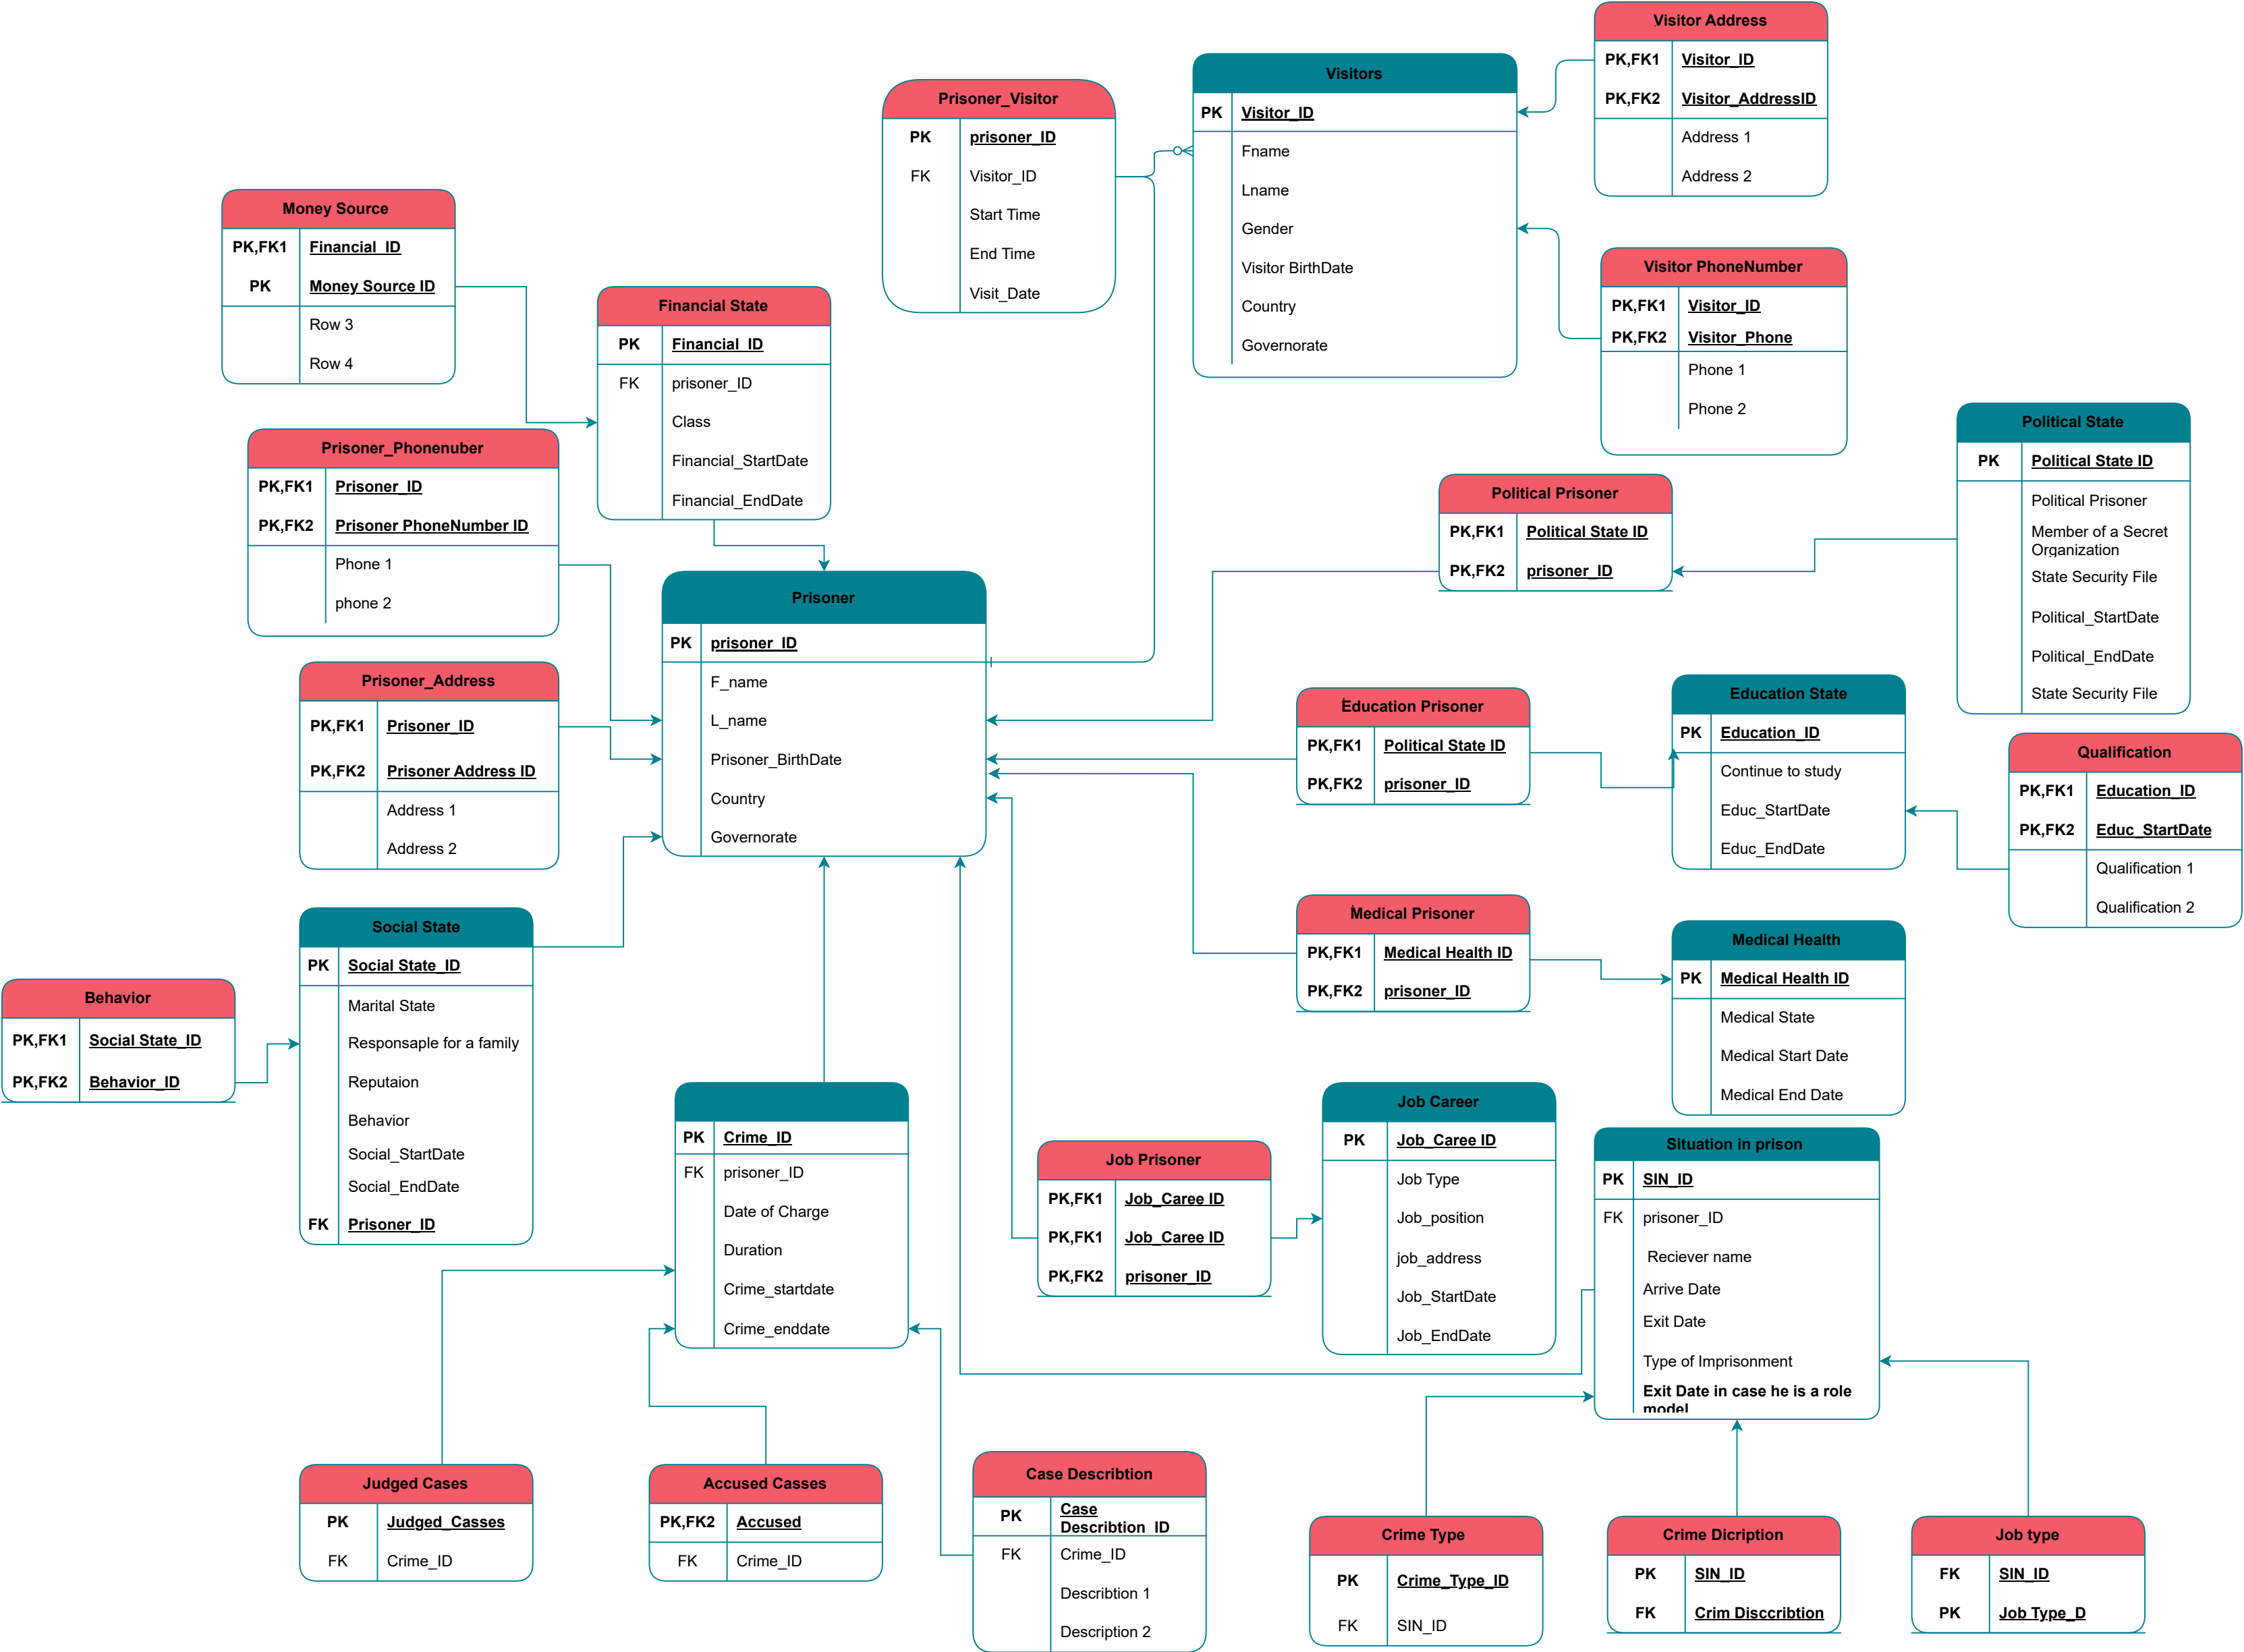 Visitor Address
PK,FK1 Visitor_ID
PK,FK2 Visitor_AddressID
Address 1
Address 2
Visitors
PK Visitor_ID
Fname
Lname
Gender
Visitor BirthDate
Country
Governorate
Prisoner_Visitor
PK prisoner_ID
FK Visitor_ID
Start Time
End Time
Visit_Date
Money Source
PK,FK1 Financial_ID
PK Money Source ID
Row 3
Row 4
Visitor PhoneNumber
PK,FK1 Visitor_ID
PK,FK2 Visitor_Phone
Phone 1
Phone 2
Financial State
PK Financial_ID
FK prisoner_ID
Class
Financial_StartDate
Financial_EndDate
Political State
PK Political State ID
Political Prisoner
Member of a Secret
Organization
State Security File
Political_StartDate
Political_EndDate
State Security File
Prisoner_Phonenuber
PK,FK1 Prisoner_ID
PK,FK2 Prisoner PhoneNumber ID
Phone 1
phone 2
Political Prisoner
PK,FK1 Political State ID
PK,FK2 prisoner_ID
Prisoner
PK prisoner_ID
F_name
L_name
Prisoner_BirthDate
Country
Governorate
Prisoner_Address
PK,FK1 Prisoner_ID
PK,FK2 Prisoner Address ID
Address 1
Address 2
Education Prisoner
PK,FK1 Political State ID
PK,FK2 prisoner_ID
Education State
PK Education_ID
Continue to study
Educ_StartDate
Educ_EndDate
Qualification
PK,FK1 Education_ID
PK,FK2 Educ_StartDate
Qualification 1
Qualification 2
Medical Prisoner
PK,FK1 Medical Health ID
PK,FK2 prisoner_ID
Medical Health
PK Medical Health ID
Medical State
Medical Start Date
Medical End Date
Social State
PK Social State_ID
Marital State
Responsaple for a family
Reputaion
Behavior
Social_StartDate
Social_EndDate
FK Prisoner_ID
Behavior
PK,FK1 Social State_ID
PK,FK2 Behavior_ID
PK Crime_ID
FK prisoner_ID
Date of Charge
Duration
Crime_startdate
Crime_enddate
Job Career
PK Job_Caree ID
Job Type
Job_position
job_address
Job_StartDate
Job_EndDate
Job Prisoner
PK,FK1 Job_Caree ID
PK,FK1 Job_Caree ID
PK,FK2 prisoner_ID
Situation in prison
PK SIN_ID
FK prisoner_ID
Reciever name
Arrive Date
Exit Date
Type of Imprisonment
Exit Date in case he is a role
model
Judged Cases
PK Judged_Casses
FK Crime_ID
Accused Casses
PK,FK2 Accused
FK Crime_ID
Case Describtion
PK Case
Describtion_ID
FK Crime_ID
Describtion 1
Description 2
Crime Type
PK Crime_Type_ID
FK SIN_ID
Crime Dicription
PK SIN_ID
FK Crim Disccribtion
Job type
FK SIN_ID
PK Job Type_D